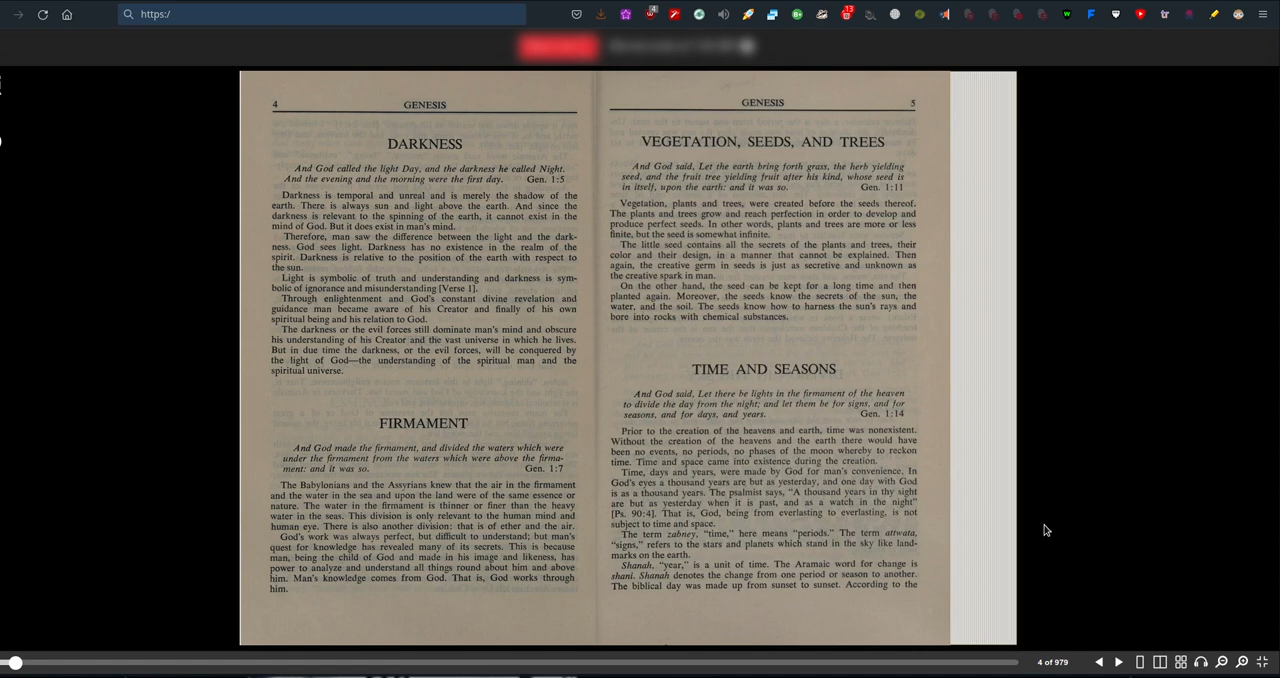 https:/
4
13
4 GENESIS
DARKNESS
And God called the light Day, and the darkness he called Night.
And the evening and the morning were the first day. Gen. 1:5
Darkness is temporal and unreal and is merely the shadow of the
earth. There is always sun and light above the earth. And since the
darkness is relevant to the spinning of the earth, it cannot exist in the
mind of God. But it does exist in man's mind.
Therefore, man saw the difference between the light and the dark-
ness. God sees light. Darkness has no existence in the realm of the
spirit. Darkness is relative to the position of the earth with respect to
the sun.
Light is symbolic of truth and understanding and darkness is sym-
bolic of ignorance and misunderstanding [Verse 1].
Through enlightenment and God's constant divine revelation and
guidance man became aware of his Creator and finally of his own
spiritual being and his relation to God.
The darkness or the evil forces still dominate man's mind and obscure
his understanding of his Creator and the vast universe in which he lives.
But in due time the darkness, or the evil forces, will be conquered by
the light of God—the understanding of the spiritual man and the
spiritual universe.
FIRMAMENT
And God made the firmament, and divided the waters which were
under the firmament from the waters which were above the firma-
ment: and it was so. Gen. 1:7
The Babylonians and the Assyrians knew that the air in the firmament
and the water in the sea and upon the land were of the same essence or
nature. The water in the firmament is thinner or finer than the heavy
water in the seas. This division is only relevant to the human mind and
human eye. There is also another division: that is of ether and the air.
God's work was always perfect, but difficult to understand; but man's
quest for knowledge has revealed many of its secrets. This is because
man, being the child of God and made in his image and likeness, has
power to analyze and understand all things round about him and above
him. Man's knowledge comes from God. That is, God works through
him.
GENESIS 5
VEGETATION, SEEDS, AND TREES
And God said, Let the earth bring forth grass, the herb yielding
seed, and the fruit tree yielding fruit after his kind, whose seed is
in itself, upon the earth: and it was so. Gen. 1:11
Vegetation, plants and trees, were created before the seeds thereof.
The plants and trees grow and reach perfection in order to develop and
produce perfect seeds. In other words, plants and trees are more or less
finite, but the seed is somewhat infinite.
The little seed contains all the secrets of the plants and trees, their
color and their design, in a manner that cannot be explained. Then
again, the creative germ in seeds is just as secretive and unknown as
the creative spark in man.
On the other hand, the seed can be kept for a long time and then
planted again. Moreover, the seeds know the secrets of the sun, the
water, and the soil. The seeds know how to harness the sun's rays and
bore into rocks with chemical substances.
TIME AND SEASONS
And God said, Let there be lights in the firmament of the heaven
to divide the day from the night; and let them be for signs, and for
seasons, and for days, and years. Gen. 1:14
Prior to the creation of the heavens and earth, time was nonexistent.
Without the creation of the heavens and the earth there would have
been no events, no periods, no phases of the moon whereby to reckon
time. Time and space came into existence during the creation.
Time, days and years, were made by God for man's convenience. In
God's eyes a thousand years are but as yesterday, and one day with God
is as a thousand years. The psalmist says, "A thousand years in thy sight
are but as yesterday when it is past, and as a watch in the night"
[Ps. 90:4]. That is, God, being from everlasting to everlasting, is not
subject to time and space.
The term zabney, "time," here means "periods." The term attwata,
"signs," refers to the stars and planets which stand in the sky like land-
marks on the earth.
Shanah, "year," is a unit of time. The Aramaic word for change is
shani. Shanah denotes the change from one period or season to another.
The biblical day was made up from sunset to sunset. According to the
4 of 979